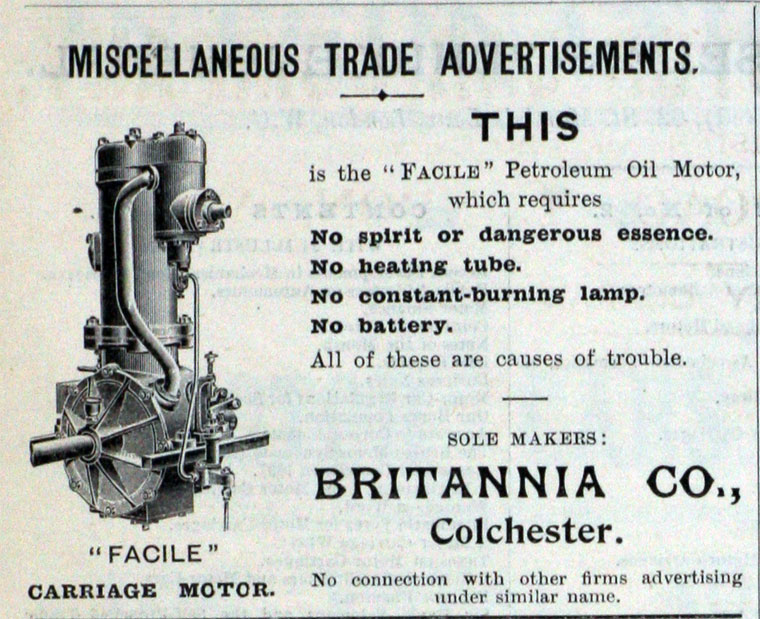 MISCELLANEOUS TRADE ADVERTISEMENTS.
THIS
is the "FACILE" Petroleum Oil Motor,
which requires
No spirit or dangerous essence.
No heating tube.
No constant-burning lamp.
No battery.
All of these are causes of trouble.
SOLE MAKERS:
BRITANNIA CO.,
Colchester.
No connection with other firms advertising
under similar name.
"FACILE"
CARRIAGE MOTOR.